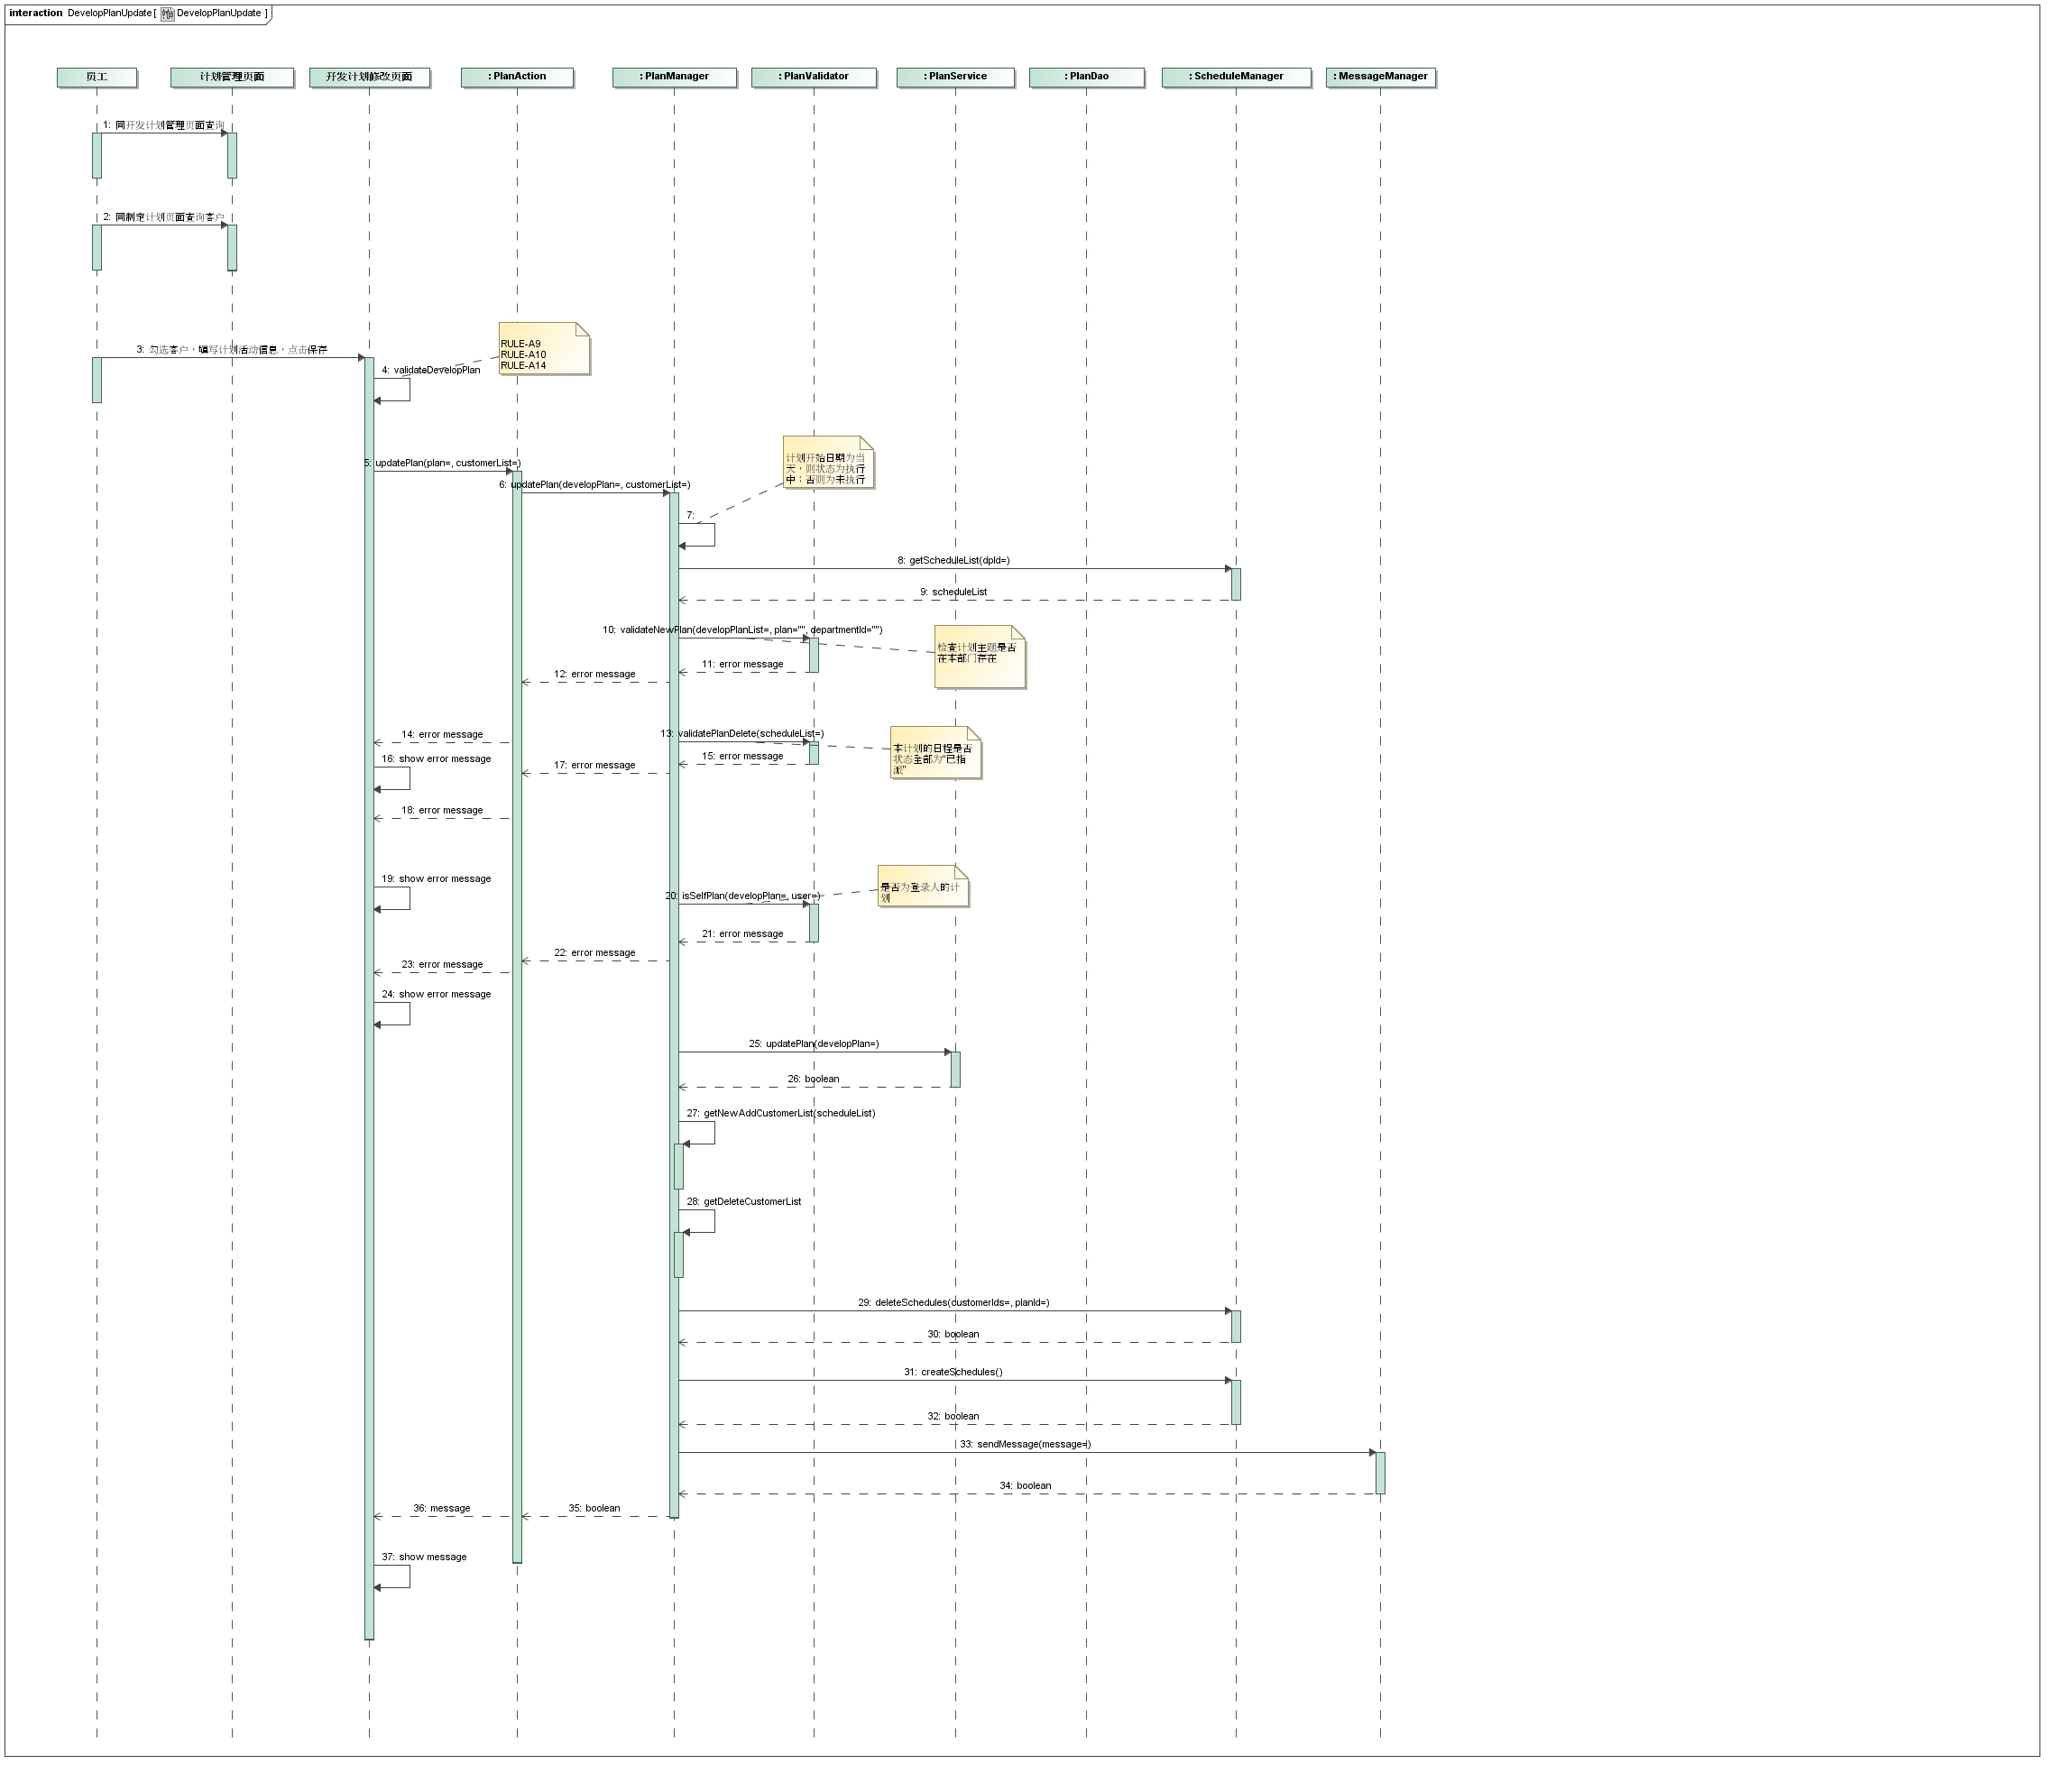 interaction DevelopPlanUpdate [ DevelopPlanUpdate ]
员工
计划管理页面
开发计划修改页面
: PlanAction
: PlanManager
: PlanValidator
: PlanService
: PlanDao
: ScheduleManager
: MessageManager
1: 同开发计划管理页面查询
2: 同制定计划页面查询客户
RULE-A9
RULE-A10
RULE-A14
3: 勾选客户，填写计划活动信息，点击保存
4: validateDevelopPlan
计划开始日期为当
天，则状态为执行
中；否则为未执行
5: updatePlan(plan=, customerList=)
6: updatePlan(developPlan=, customerList=)
7:
8: getScheduleList(dpId=)
9: scheduleList
10: validateNewPlan(developPlanList=, plan="", departmentId="")
检查计划主题是否
在本部门存在
11: error message
12: error message
13: validatePlanDelete(scheduleList=)
14: error message
本计划的日程是否
状态全部为“已指
派”
15: error message
16: show error message
17: error message
18: error message
19: show error message
是否为登录人的计
划
20: isSelfPlan(developPlan=, user=)
21: error message
22: error message
23: error message
24: show error message
25: updatePlan(developPlan=)
26: boolean
27: getNewAddCustomerList(scheduleList)
28: getDeleteCustomerList
29: deleteSchedules(customerIds=, planId=)
30: boolean
31: createSchedules()
32: boolean
33: sendMessage(message=)
34: boolean
36: message
35: boolean
37: show message